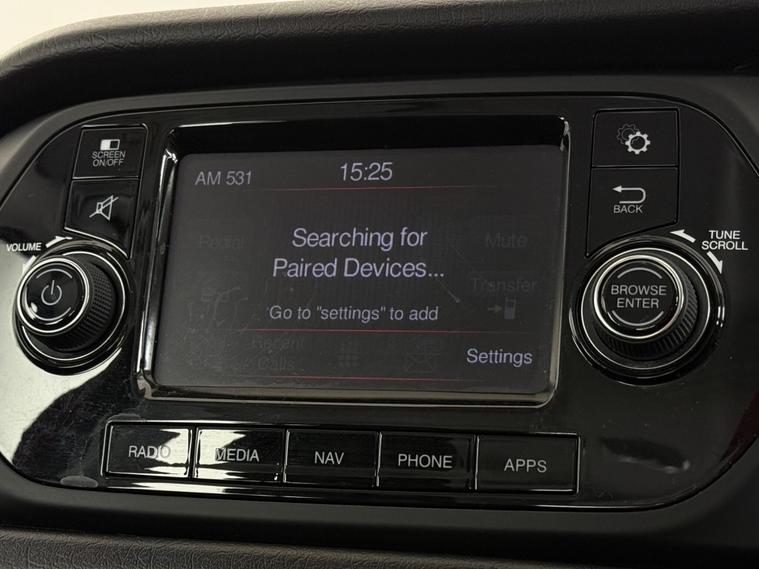 SCREEN
ON/OFF
VOLUME
AM 531
15:25
Redial
Searching for
Paired Devices...
Mute
Transfer
Go to "settings" to add
Recent
Calls
Settings
BACK
TUNE
SCROLL
BROWSE
ENTER
RADIO
MEDIA
NAV
PHONE
APPS